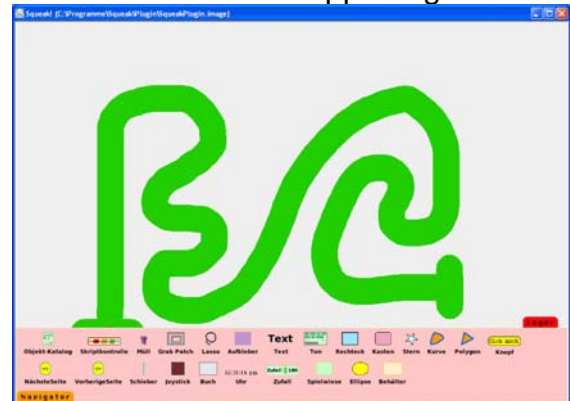 Squeak! (C:\Programme\Squeak\Plugin\SqueakPlugin.image)
Text
Objekt-Katalog Skriptkontrolle Müll Grab Patch Lasso Aufkleber Text Ton Rechteck Kasten Stern Kurve Polygon Knopf
NächsteSeite VorherigeSeite Schieber Joystick Buch Uhr Zufall Spielwiese Ellipse Behälter
Navigator